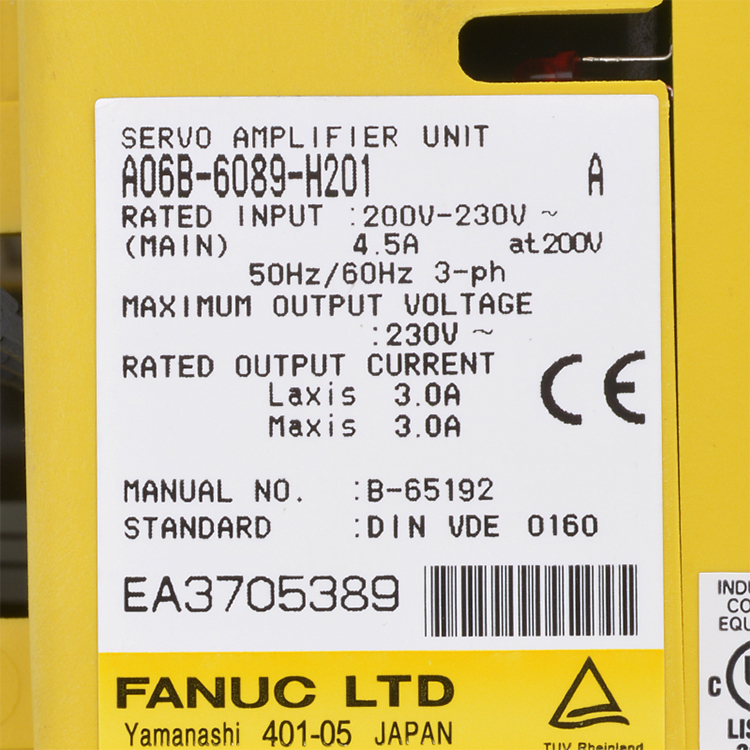 SERVO AMPLIFIER UNIT
A06B-6089-H201 A
RATED INPUT :200V-230V ~
(MAIN) 4.5A at200V
50Hz/60Hz 3-ph
MAXIMUM OUTPUT VOLTAGE
:230V ~
RATED OUTPUT CURRENT
Laxis 3.0A
Maxis 3.0A
CE
MANUAL NO. :B-65192
STANDARD :DIN VDE 0160
EA3705389
FANUC LTD
Yamanashi 401-05 JAPAN
TUV Rheinland
C